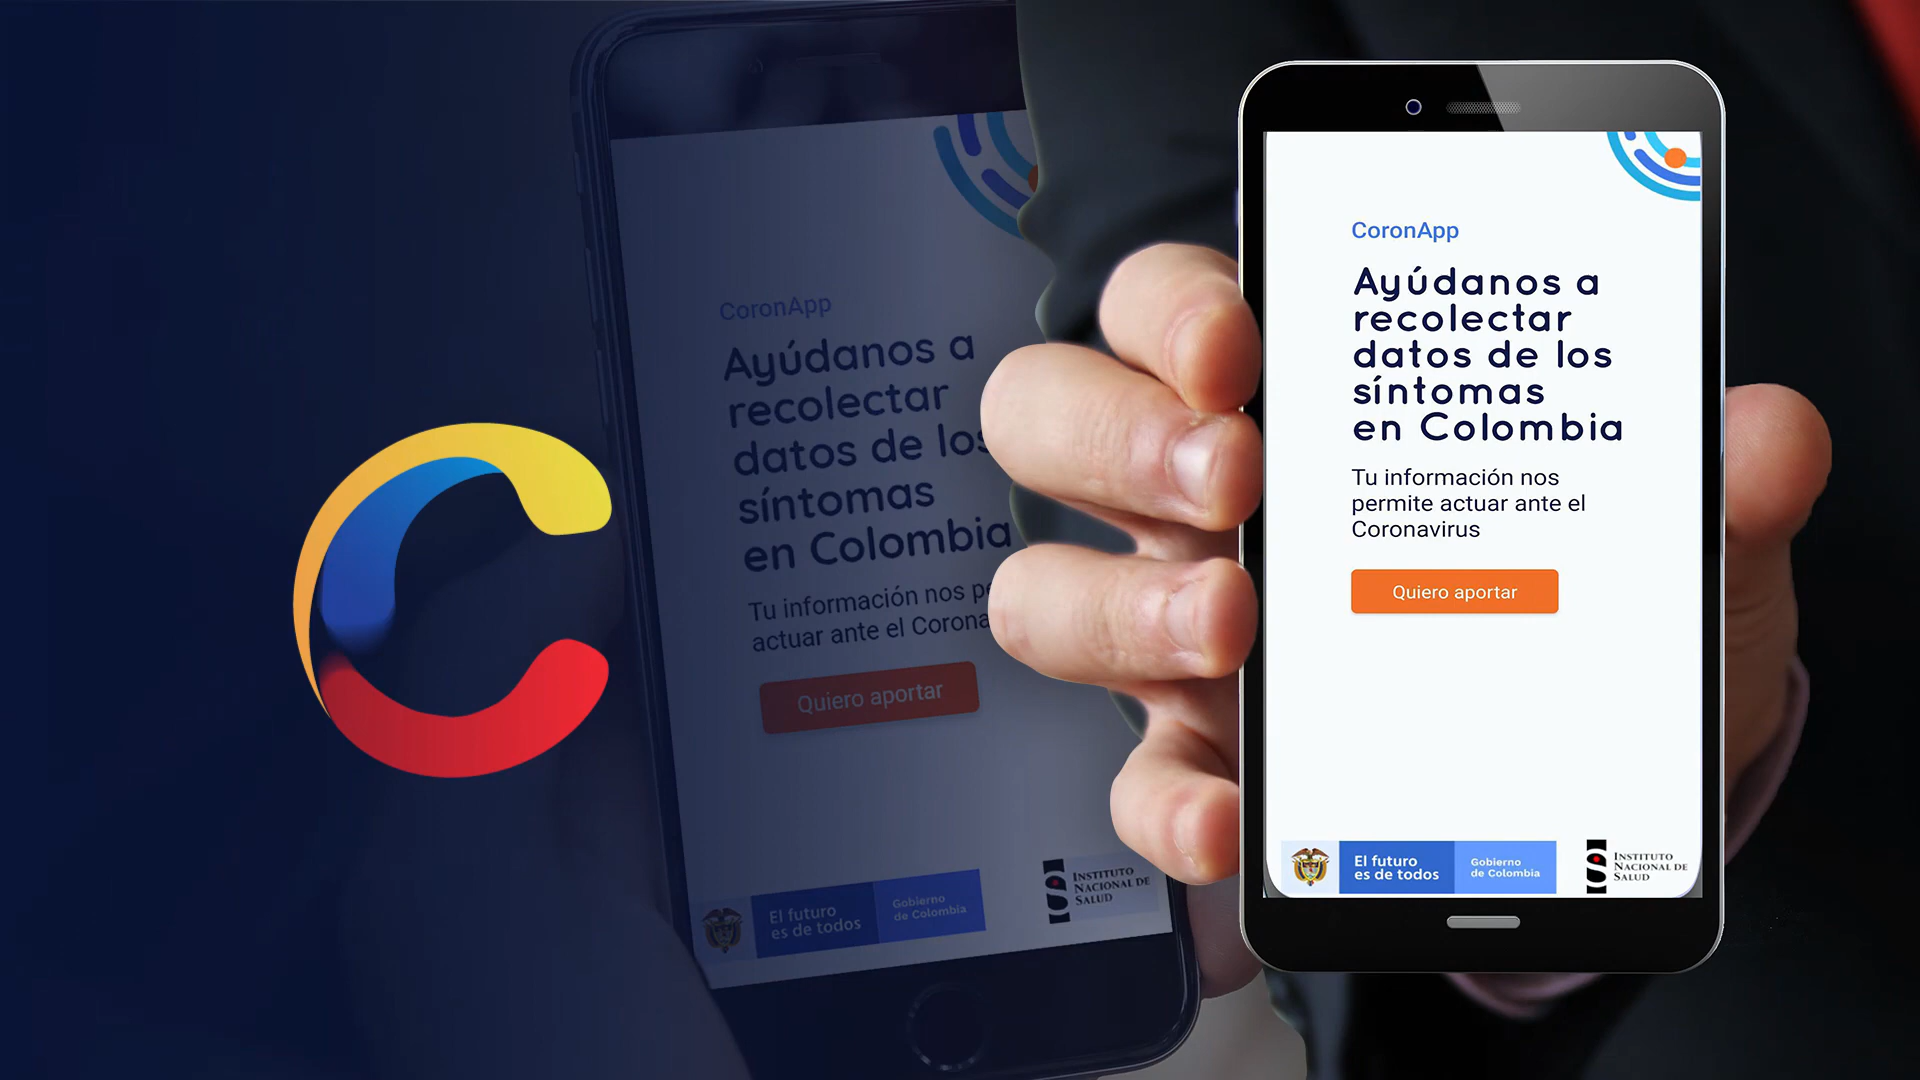 CoronApp
Ayúdanos a
recolectar
datos de los
síntomas
en Colombia
Tu información nos p
actuar ante el Corona
Quiero aportar
El futuro
es de todos
Gobierno
de Colombia
INSTITUTO
NACIONAL DE
SALUD
CoronApp
Ayúdanos a
recolectar
datos de los
síntomas
en Colombia
Tu información nos
permite actuar ante el
Coronavirus
Quiero aportar
El futuro
es de todos
Gobierno
de Colombia
INSTITUTO
NACIONAL DE
SALUD